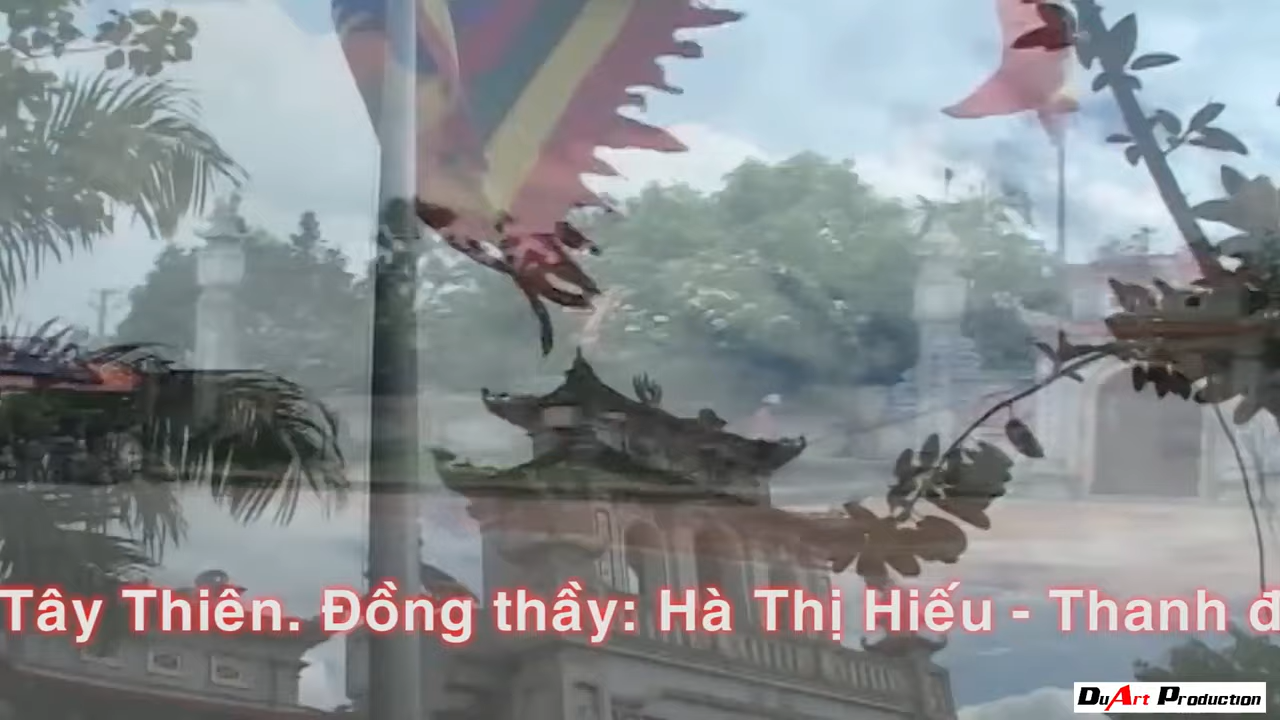 Tây Thiên. Đồng thầy: Hà Thị Hiếu - Thanh đ
DuArt Production